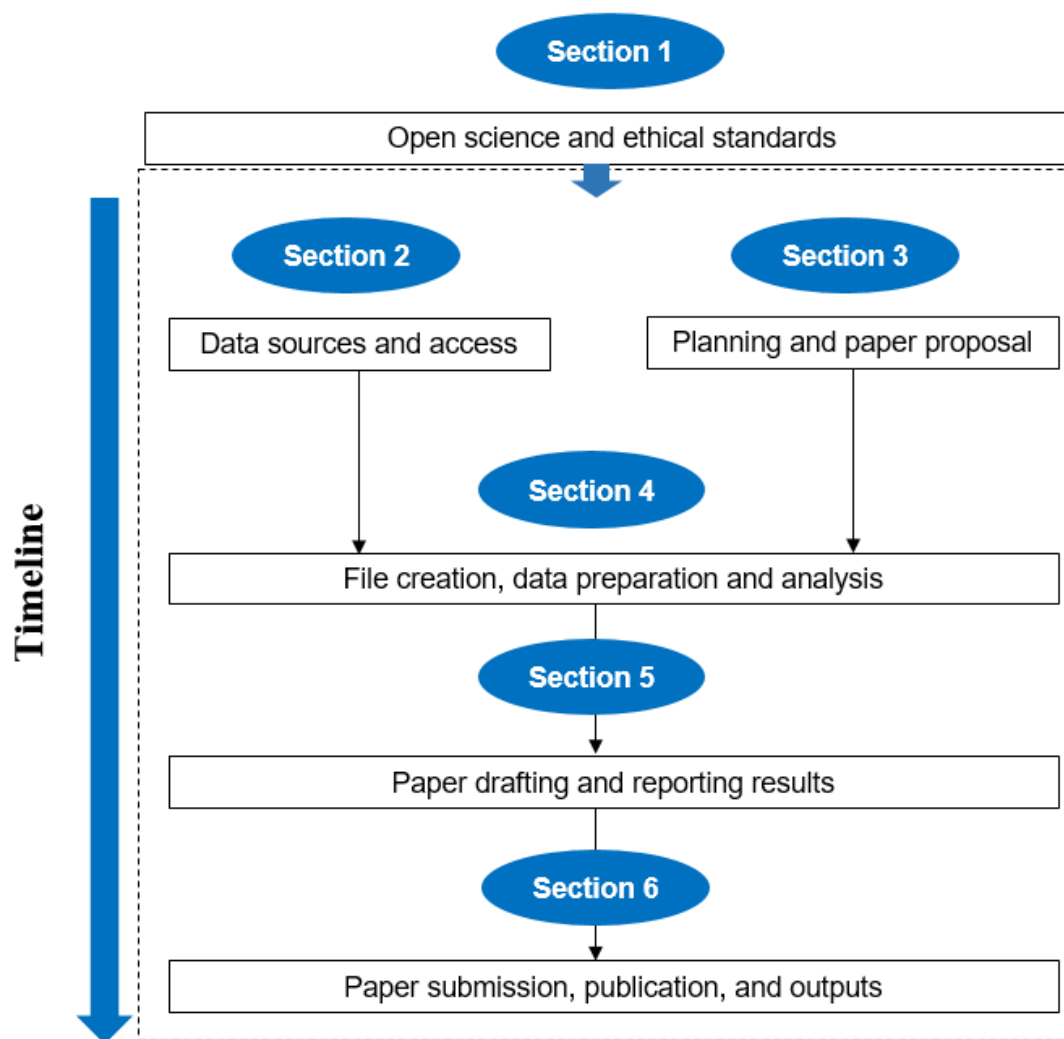 Section 1
Open science and ethical standards
Section 2
Section 3
Data sources and access
Planning and paper proposal
Timeline
Section 4
File creation, data preparation and analysis
Section 5
Paper drafting and reporting results
Section 6
Paper submission, publication, and outputs